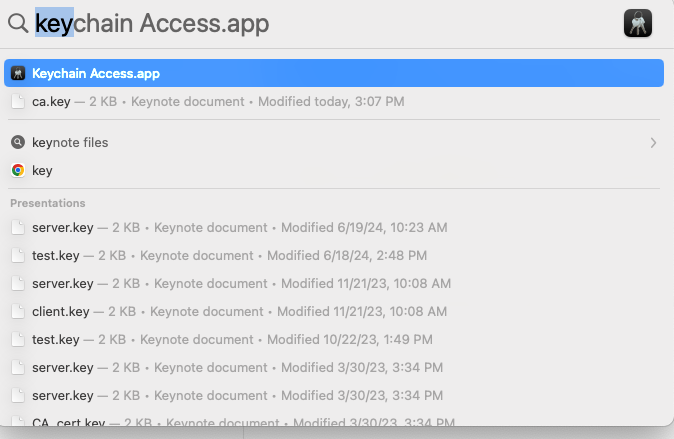 keychain Access.app
Keychain Access.app
ca.key — 2 KB • Keynote document • Modified today, 3:07 PM
keynote files
key
Presentations
server.key — 2 KB • Keynote document • Modified 6/19/24, 10:23 AM
test.key — 2 KB • Keynote document • Modified 6/18/24, 2:48 PM
server.key — 2 KB • Keynote document • Modified 11/21/23, 10:08 AM
client.key — 2 KB • Keynote document • Modified 11/21/23, 10:08 AM
test.key — 2 KB • Keynote document • Modified 10/22/23, 1:49 PM
server.key — 2 KB • Keynote document • Modified 3/30/23, 3:34 PM
server.key — 2 KB • Keynote document • Modified 3/30/23, 3:34 PM
CA_cert.key — 2 KB • Keynote document • Modified 3/30/23, 3:34 PM